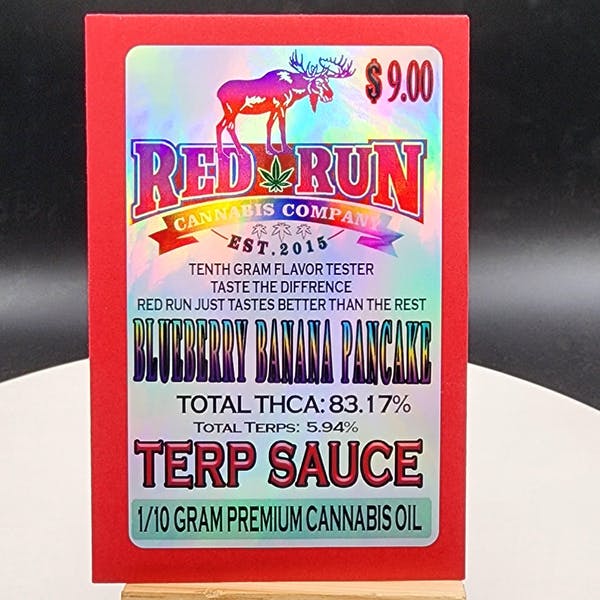 $9.00
RED RUN
CANNABIS COMPANY
EST.2015
TENTH GRAM FLAVOR TESTER
TASTE THE DIFFRENCE
RED RUN JUST TASTES BETTER THAN THE REST
BLUEBERRY BANANA PANCAKE
TOTAL THCA: 83.17%
TOTAL TERPS: 5.94%
TERP SAUCE
1/10 GRAM PREMIUM CANNABIS OIL